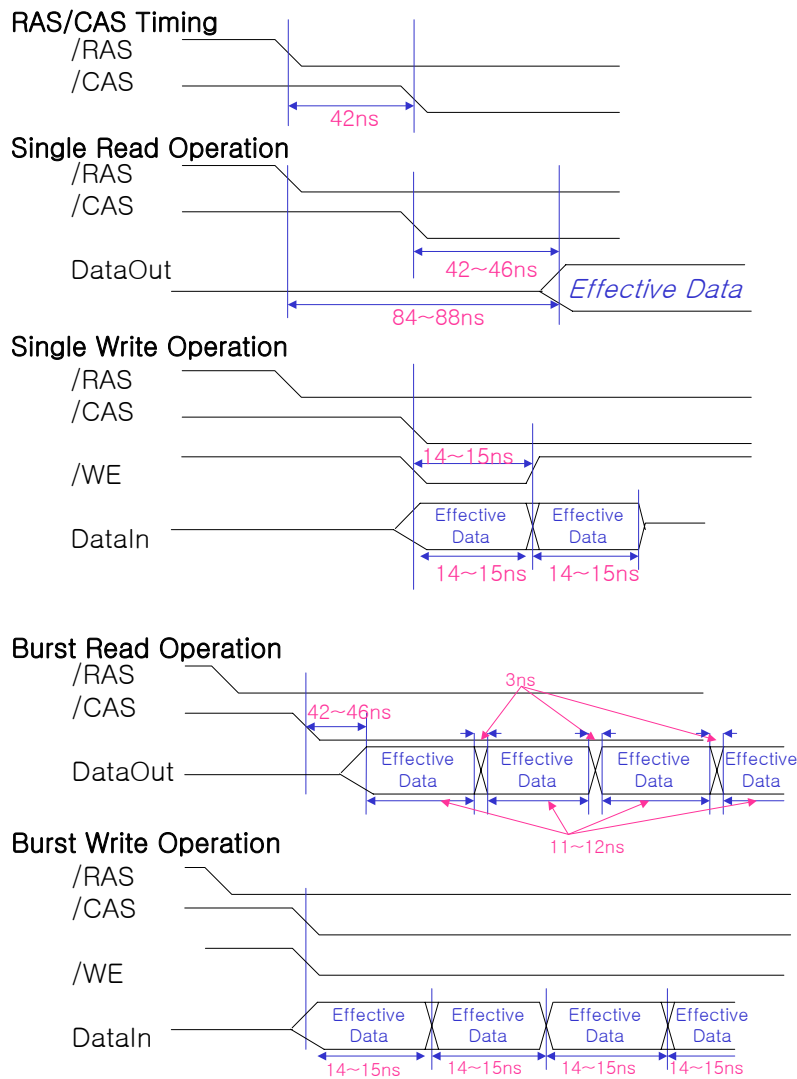 RAS/CAS Timing
/RAS
/CAS
42ns
Single Read Operation
/RAS
/CAS
42~46ns
DataOut
Effective Data
84~88ns
Single Write Operation
/RAS
/CAS
14~15ns
/WE
Effective Data
Effective Data
DataIn
14~15ns
14~15ns
Burst Read Operation
/RAS
3ns
/CAS
42~46ns
Effective Data
Effective Data
Effective Data
Effective Data
DataOut
11~12ns
Burst Write Operation
/RAS
/CAS
/WE
Effective Data
Effective Data
Effective Data
Effective Data
DataIn
14~15ns
14~15ns
14~15ns
14~15ns